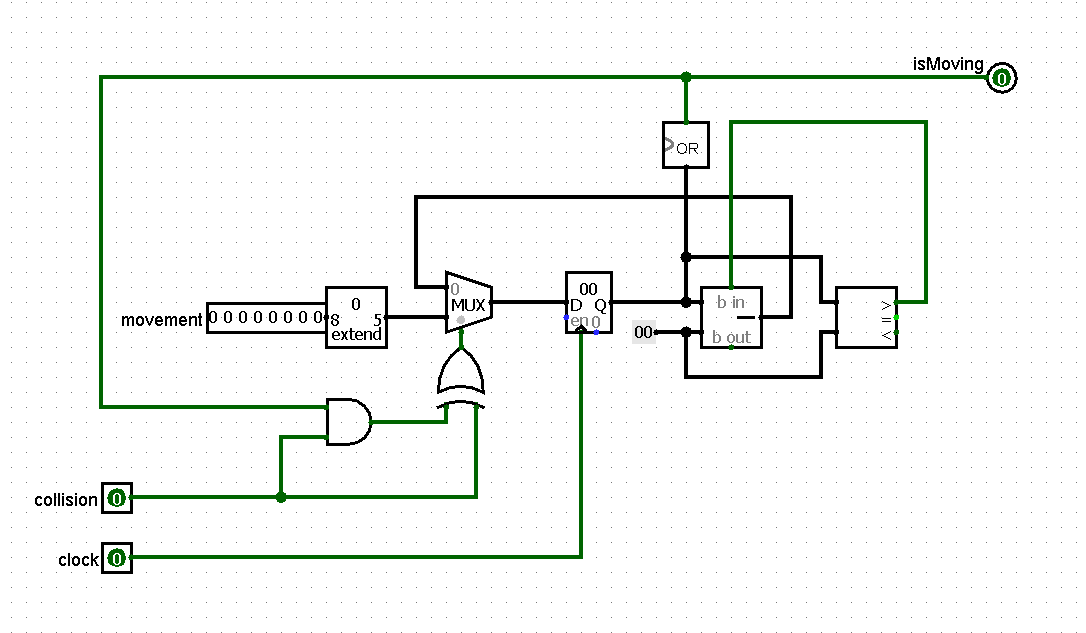 isMoving 0
OR
0
MUX
00
D Q
en 0
b in
b out
>
=
<
00
movement 0 0 0 0 0 0 0 0
0
8 5
extend
collision 0
clock 0